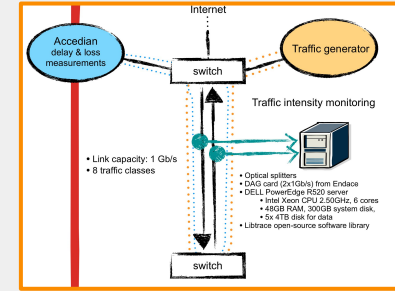 Internet
Accedian
delay & loss
measurements
Traffic generator
switch
Traffic intensity monitoring
• Link capacity: 1 Gb/s
• 8 traffic classes
• Optical splitters
• DAG card (2x1Gb/s) from Endace
• DELL PowerEdge R520 server
• Intel Xeon CPU 2.50GHz, 6 cores
• 48GB RAM, 300GB system disk,
• 5x 4TB disk for data
• Libtrace open-source software library
switch